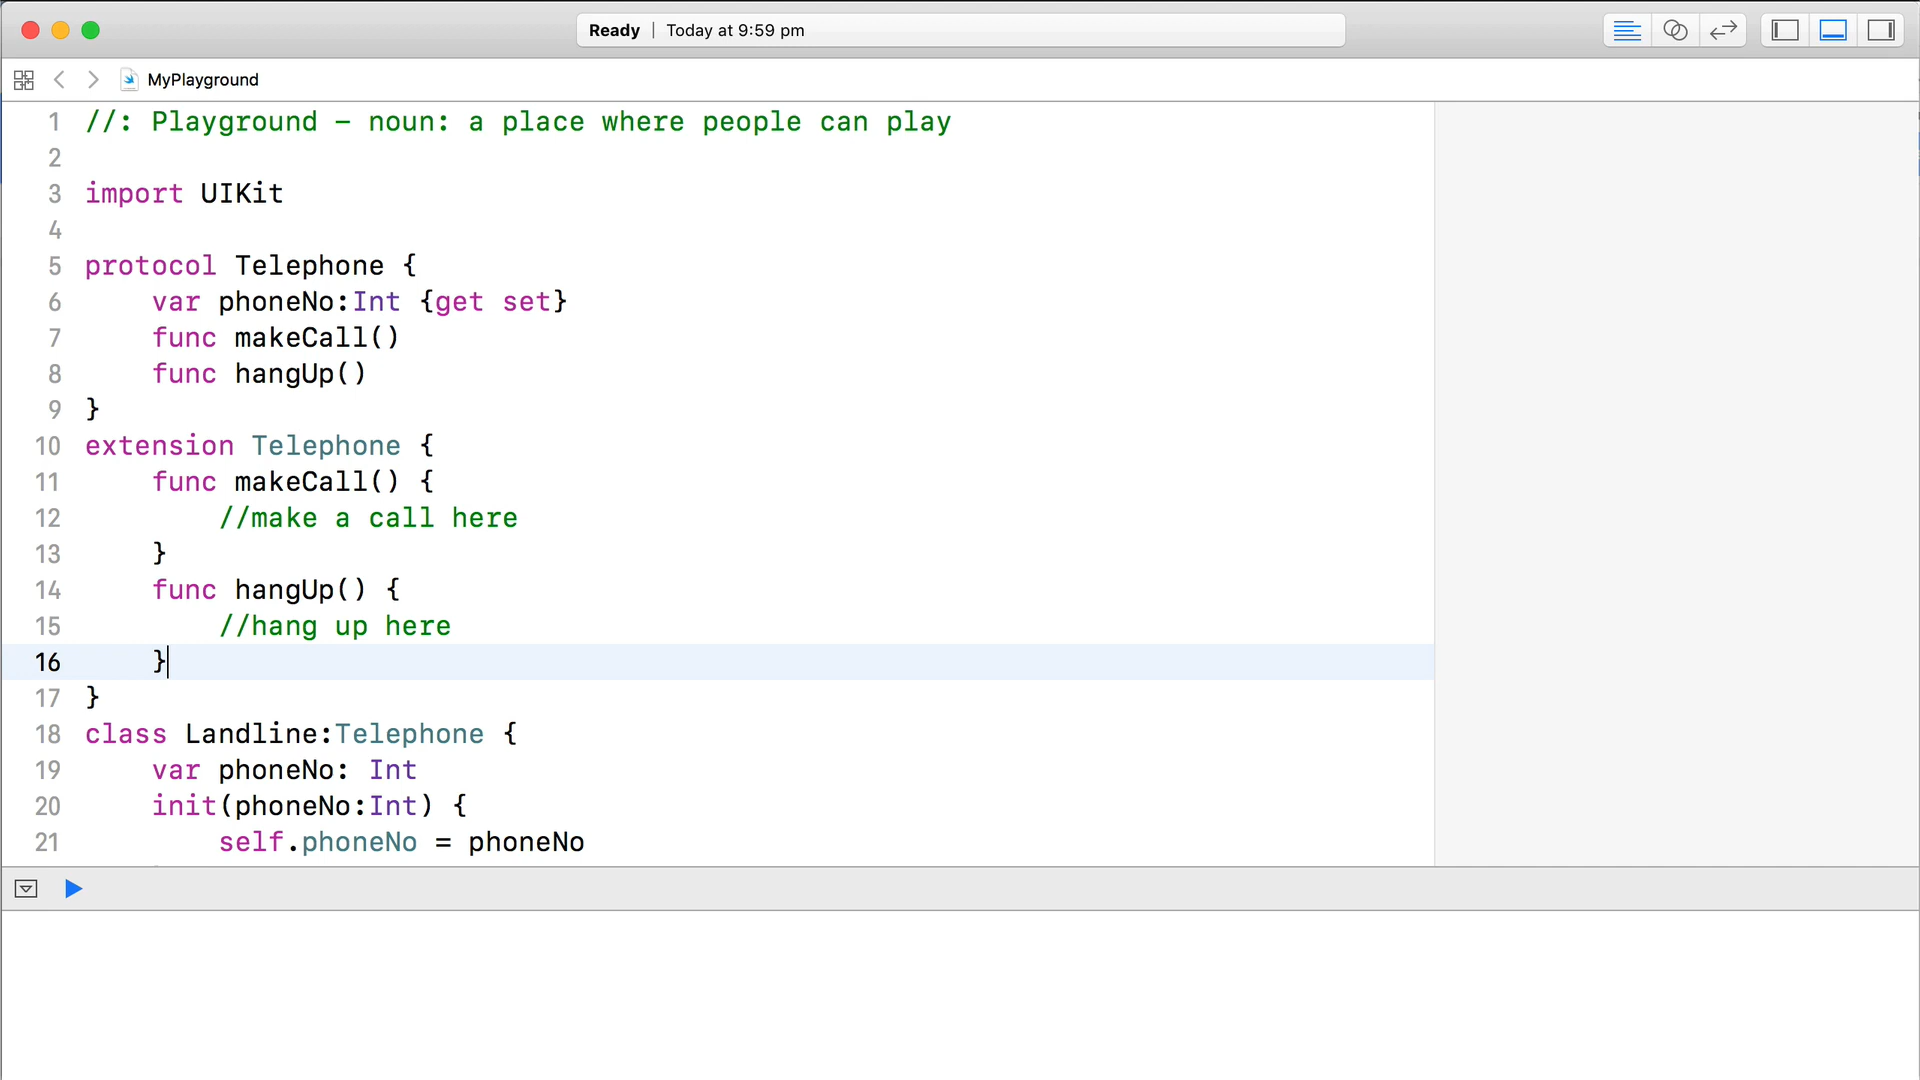 Ready | Today at 9:59 pm
MyPlayground
1 //: Playground – noun: a place where people can play
2
3 import UIKit
4
5 protocol Telephone {
6     var phoneNo:Int {get set}
7     func makeCall()
8     func hangUp()
9 }
10 extension Telephone {
11     func makeCall() {
12         //make a call here
13     }
14     func hangUp() {
15         //hang up here
16     }
17 }
18 class Landline:Telephone {
19     var phoneNo: Int
20     init(phoneNo:Int) {
21         self.phoneNo = phoneNo